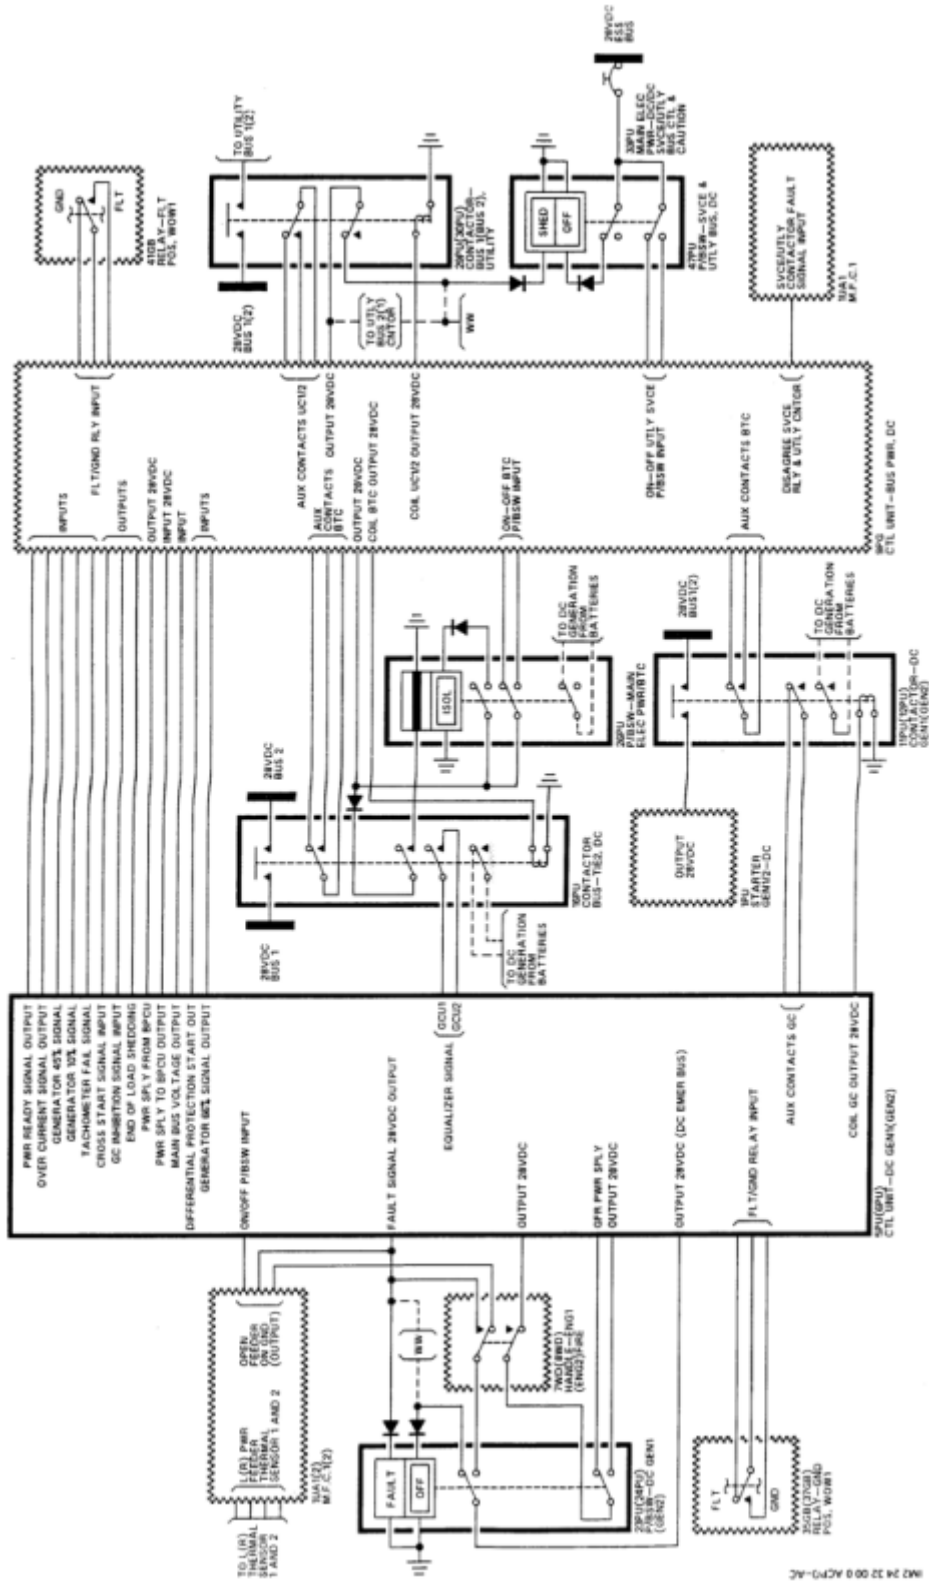 PWR READY SIGNAL OUTPUT
OVER CURRENT SIGNAL OUTPUT
GENERATOR 45% SIGNAL
GENERATOR 10% SIGNAL
TACHOMETER FAIL SIGNAL
CROSS START SIGNAL INPUT
GC INHIBITION SIGNAL INPUT
END OF LOAD SHEDDING
PWR SPLY FROM BPCU
PWR SPLY TO BPCU OUTPUT
MAIN BUS VOLTAGE OUTPUT
DIFFERENTIAL PROTECTION START OUT
GENERATOR 66% SIGNAL OUTPUT
ON/OFF P/BSW INPUT
FAULT SIGNAL 28VDC OUTPUT
EQUALIZER SIGNAL
GCU1
GCU2
OUTPUT 28VDC
GFR PWR SPLY
OUTPUT 28VDC
OUTPUT 28VDC (DC EMER BUS)
FLT/GND RELAY INPUT
AUX CONTACTS GC
COIL GC OUTPUT 28VDC
5PU(6PU)
CTL UNIT-DC GEN1(GEN2)
TO L(R)
THERMAL
SENSOR
1 AND 2
L(R) PWR
FEEDER
THERMAL
SENSOR 1 AND 2
OPEN
FEEDER
ON GND
(OUTPUT)
1UA1(2)
M.F.C.1(2)
WW
FAULT
OFF
23PU(24PU)
P/BSW-DC GEN1
(GEN2)
7WD(8WD)
HANDLE-ENG1
(ENG2)FIRE
FLT
GND
35GB(37GB)
RELAY-GND
POS, WOW1
28VDC
BUS 1
28VDC
BUS 2
16PU
CONTACTOR
BUS-TIE2, DC
TO DC
GENERATION
FROM
BATTERIES
ISOL
26PU
P/BSW-MAIN
ELEC PWR/BTC
TO DC
GENERATION
FROM
BATTERIES
OUTPUT
28VDC
1PU
STARTER
GEN1/2-DC
28VDC
BUS1(2)
TO DC
GENERATION
FROM
BATTERIES
11PU(12PU)
CONTACTOR-DC
GEN1(GEN2)
INPUTS
FLT/GND RLY INPUT
OUTPUTS
OUTPUT 28VDC
INPUT 28VDC
INPUT
INPUTS
AUX CONTACTS UC1/2
AUX
CONTACTS
BTC
OUTPUT 28VDC
OUTPUT 28VDC
COIL BTC OUTPUT 28VDC
COIL UC1/2 OUTPUT 28VDC
ON-OFF BTC
P/BSW INPUT
ON-OFF UTLY SVCE
P/BSW INPUT
AUX CONTACTS BTC
DISAGREE SVCE
RLY & UTLY CNTOR
9PG
CTL UNIT-BUS PWR, DC
GND
FLT
41GB
RELAY-FLT
POS, WOW1
28VDC
BUS 1(2)
TO UTILITY
BUS 1(2)
29PU(30PU)
CONTACTOR-
BUS 1(BUS 2),
UTILITY
TO UTLY
BUS 2(1)
CNTOR
WW
SHED
OFF
47PU
P/BSW-SVCE &
UTLY BUS, DC
28VDC
ESS
BUS
33PU
MAIN ELEC
PWR-DC/DC
SVCE/UTLY
BUS CTL &
CAUTION
SVCE/UTLY
CONTACTOR FAULT
SIGNAL INPUT
1UA1
M.F.C.1